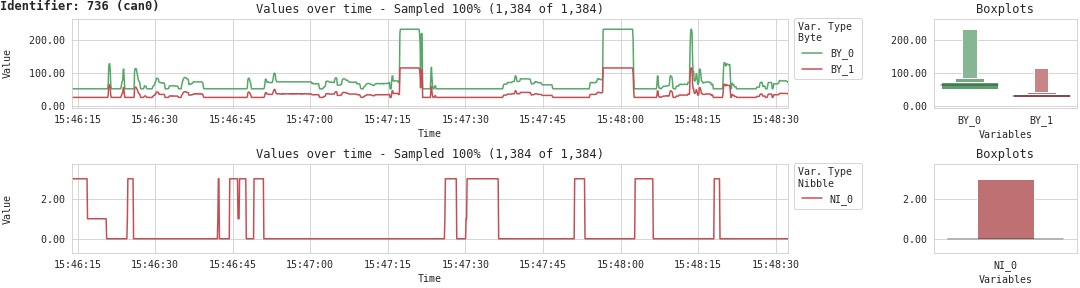 Identifier: 736 (can0)
Values over time - Sampled 100% (1,384 of 1,384)
Value
200.00
100.00
0.00
15:46:15 15:46:30 15:46:45 15:47:00 15:47:15 15:47:30 15:47:45 15:48:00 15:48:15 15:48:30
Time
Var. Type
Byte
BY_0
BY_1
Boxplots
200.00
100.00
0.00
BY_0 BY_1
Variables
Values over time - Sampled 100% (1,384 of 1,384)
Value
2.00
0.00
15:46:15 15:46:30 15:46:45 15:47:00 15:47:15 15:47:30 15:47:45 15:48:00 15:48:15 15:48:30
Time
Var. Type
Nibble
NI_0
Boxplots
2.00
0.00
NI_0
Variables